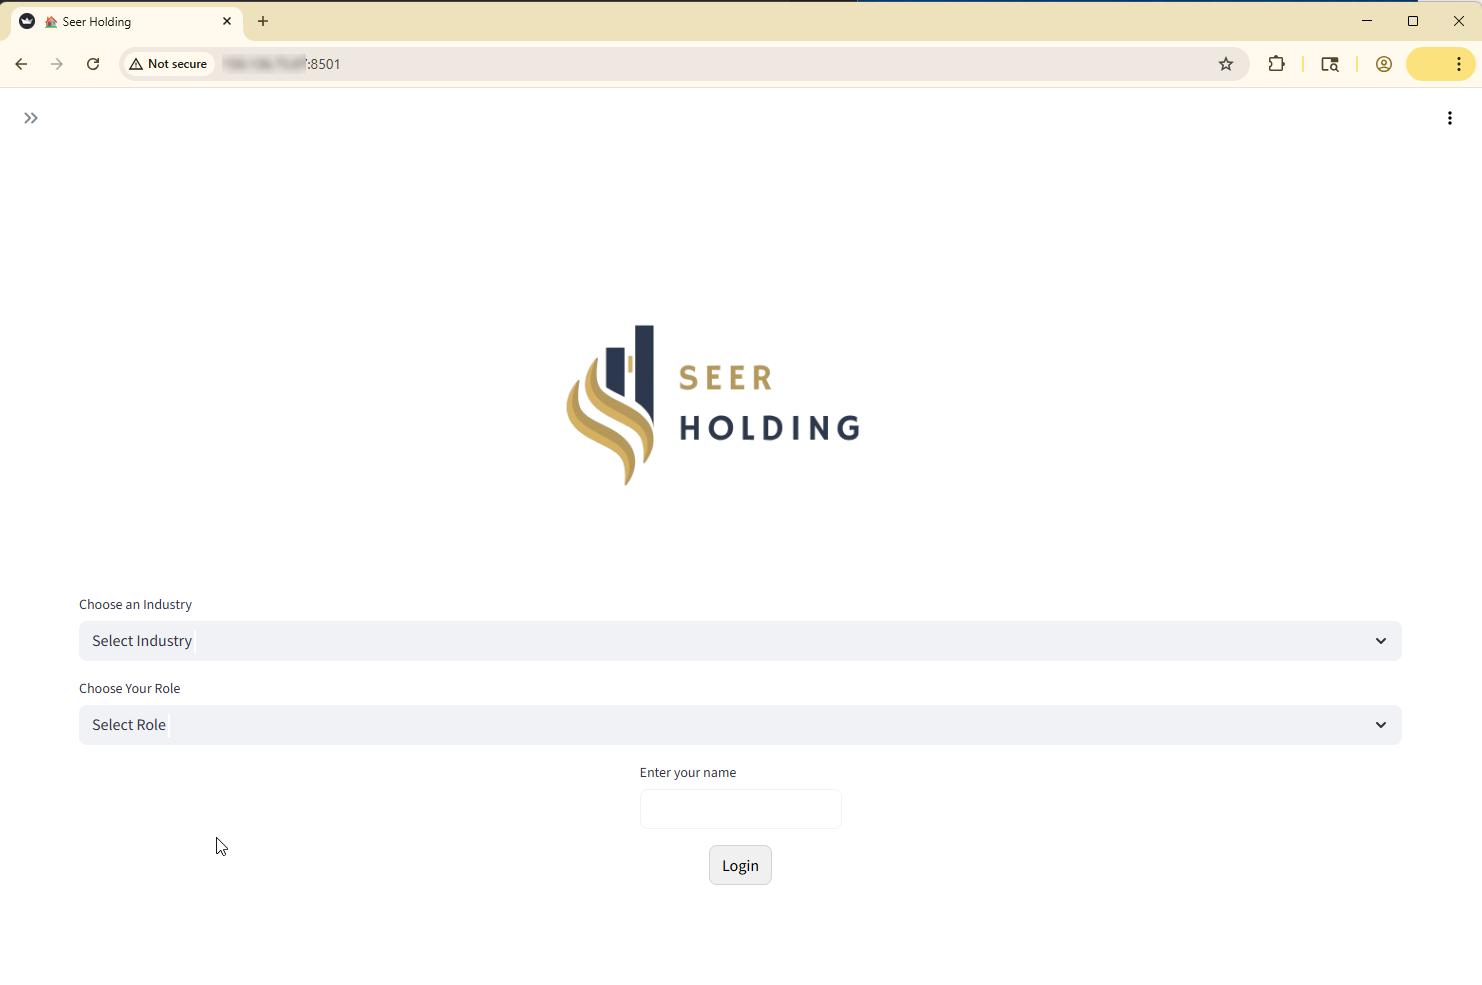 Seer Holding
Not secure
:8501
SEER
HOLDING
Choose an Industry
Select Industry
Choose Your Role
Select Role
Enter your name
Login